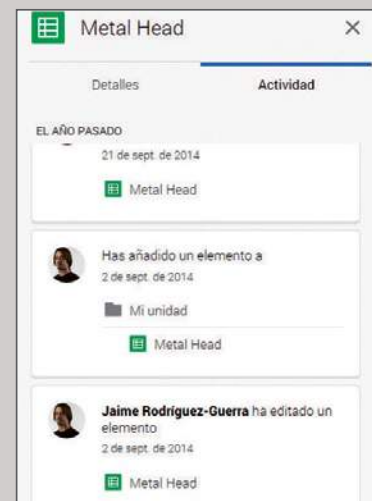 Metal Head
Detalles
Actividad
EL AÑO PASADO
21 de sept. de 2014
Metal Head
Has añadido un elemento a
2 de sept. de 2014
Mi unidad
Metal Head
Jaime Rodríguez-Guerra ha editado un
elemento
2 de sept. de 2014
Metal Head